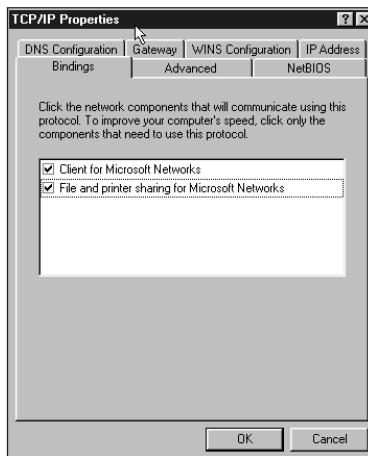 TCP/IP Properties
DNS Configuration Gateway WINS Configuration IP Address
Bindings Advanced NetBIOS
Click the network components that will communicate using this
protocol. To improve your computer's speed, click only the
components that need to use this protocol.
Client for Microsoft Networks
File and printer sharing for Microsoft Networks
OK Cancel